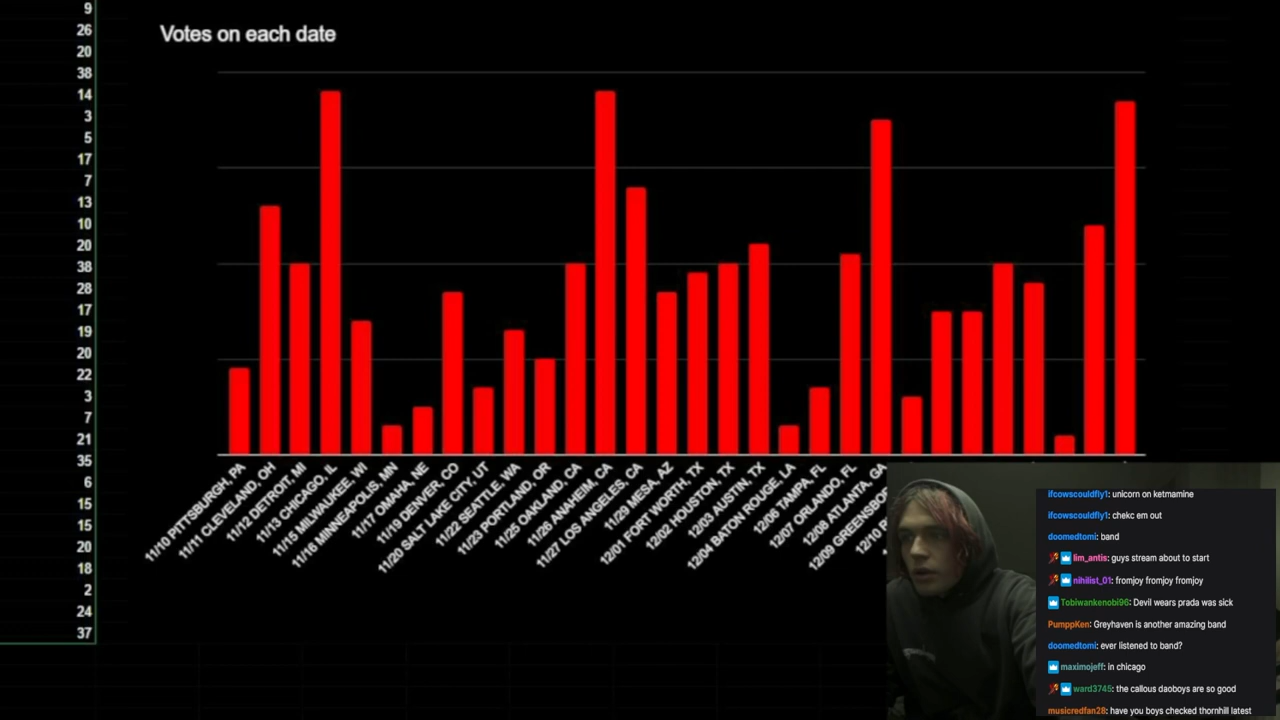 9
26
20
38
14
3
5
17
7
13
10
20
38
28
17
19
20
22
3
7
21
35
6
15
15
20
18
2
24
37
Votes on each date
11/10 PITTSBURGH, PA
11/11 CLEVELAND, OH
11/12 DETROIT, MI
11/13 CHICAGO, IL
11/15 MILWAUKEE, WI
11/16 MINNEAPOLIS, MN
11/17 OMAHA, NE
11/19 DENVER, CO
11/20 SALT LAKE CITY, UT
11/22 SEATTLE, WA
11/23 PORTLAND, OR
11/25 OAKLAND, CA
11/26 ANAHEIM, CA
11/27 LOS ANGELES, CA
11/29 MESA, AZ
12/01 FORT WORTH, TX
12/02 HOUSTON, TX
12/03 AUSTIN, TX
12/04 BATON ROUGE, LA
12/06 TAMPA, FL
12/07 ORLANDO, FL
12/08 ATLANTA, GA
12/09 GREENSBO
12/10
ifcowscouldfly1: unicorn on ketmamine
ifcowscouldfly1: chekc em out
doomedtomi: band
lim_antis: guys stream about to start
nihilist_01: fromjoy fromjoy fromjoy
Tobiwankenobi96: Devil wears prada was sick
PumppKen: Greyhaven is another amazing band
doomedtomi: ever listened to band?
maximojeff: in chicago
ward3745: the callous daoboys are so good
musicredfan28: have you boys checked thornhill latest